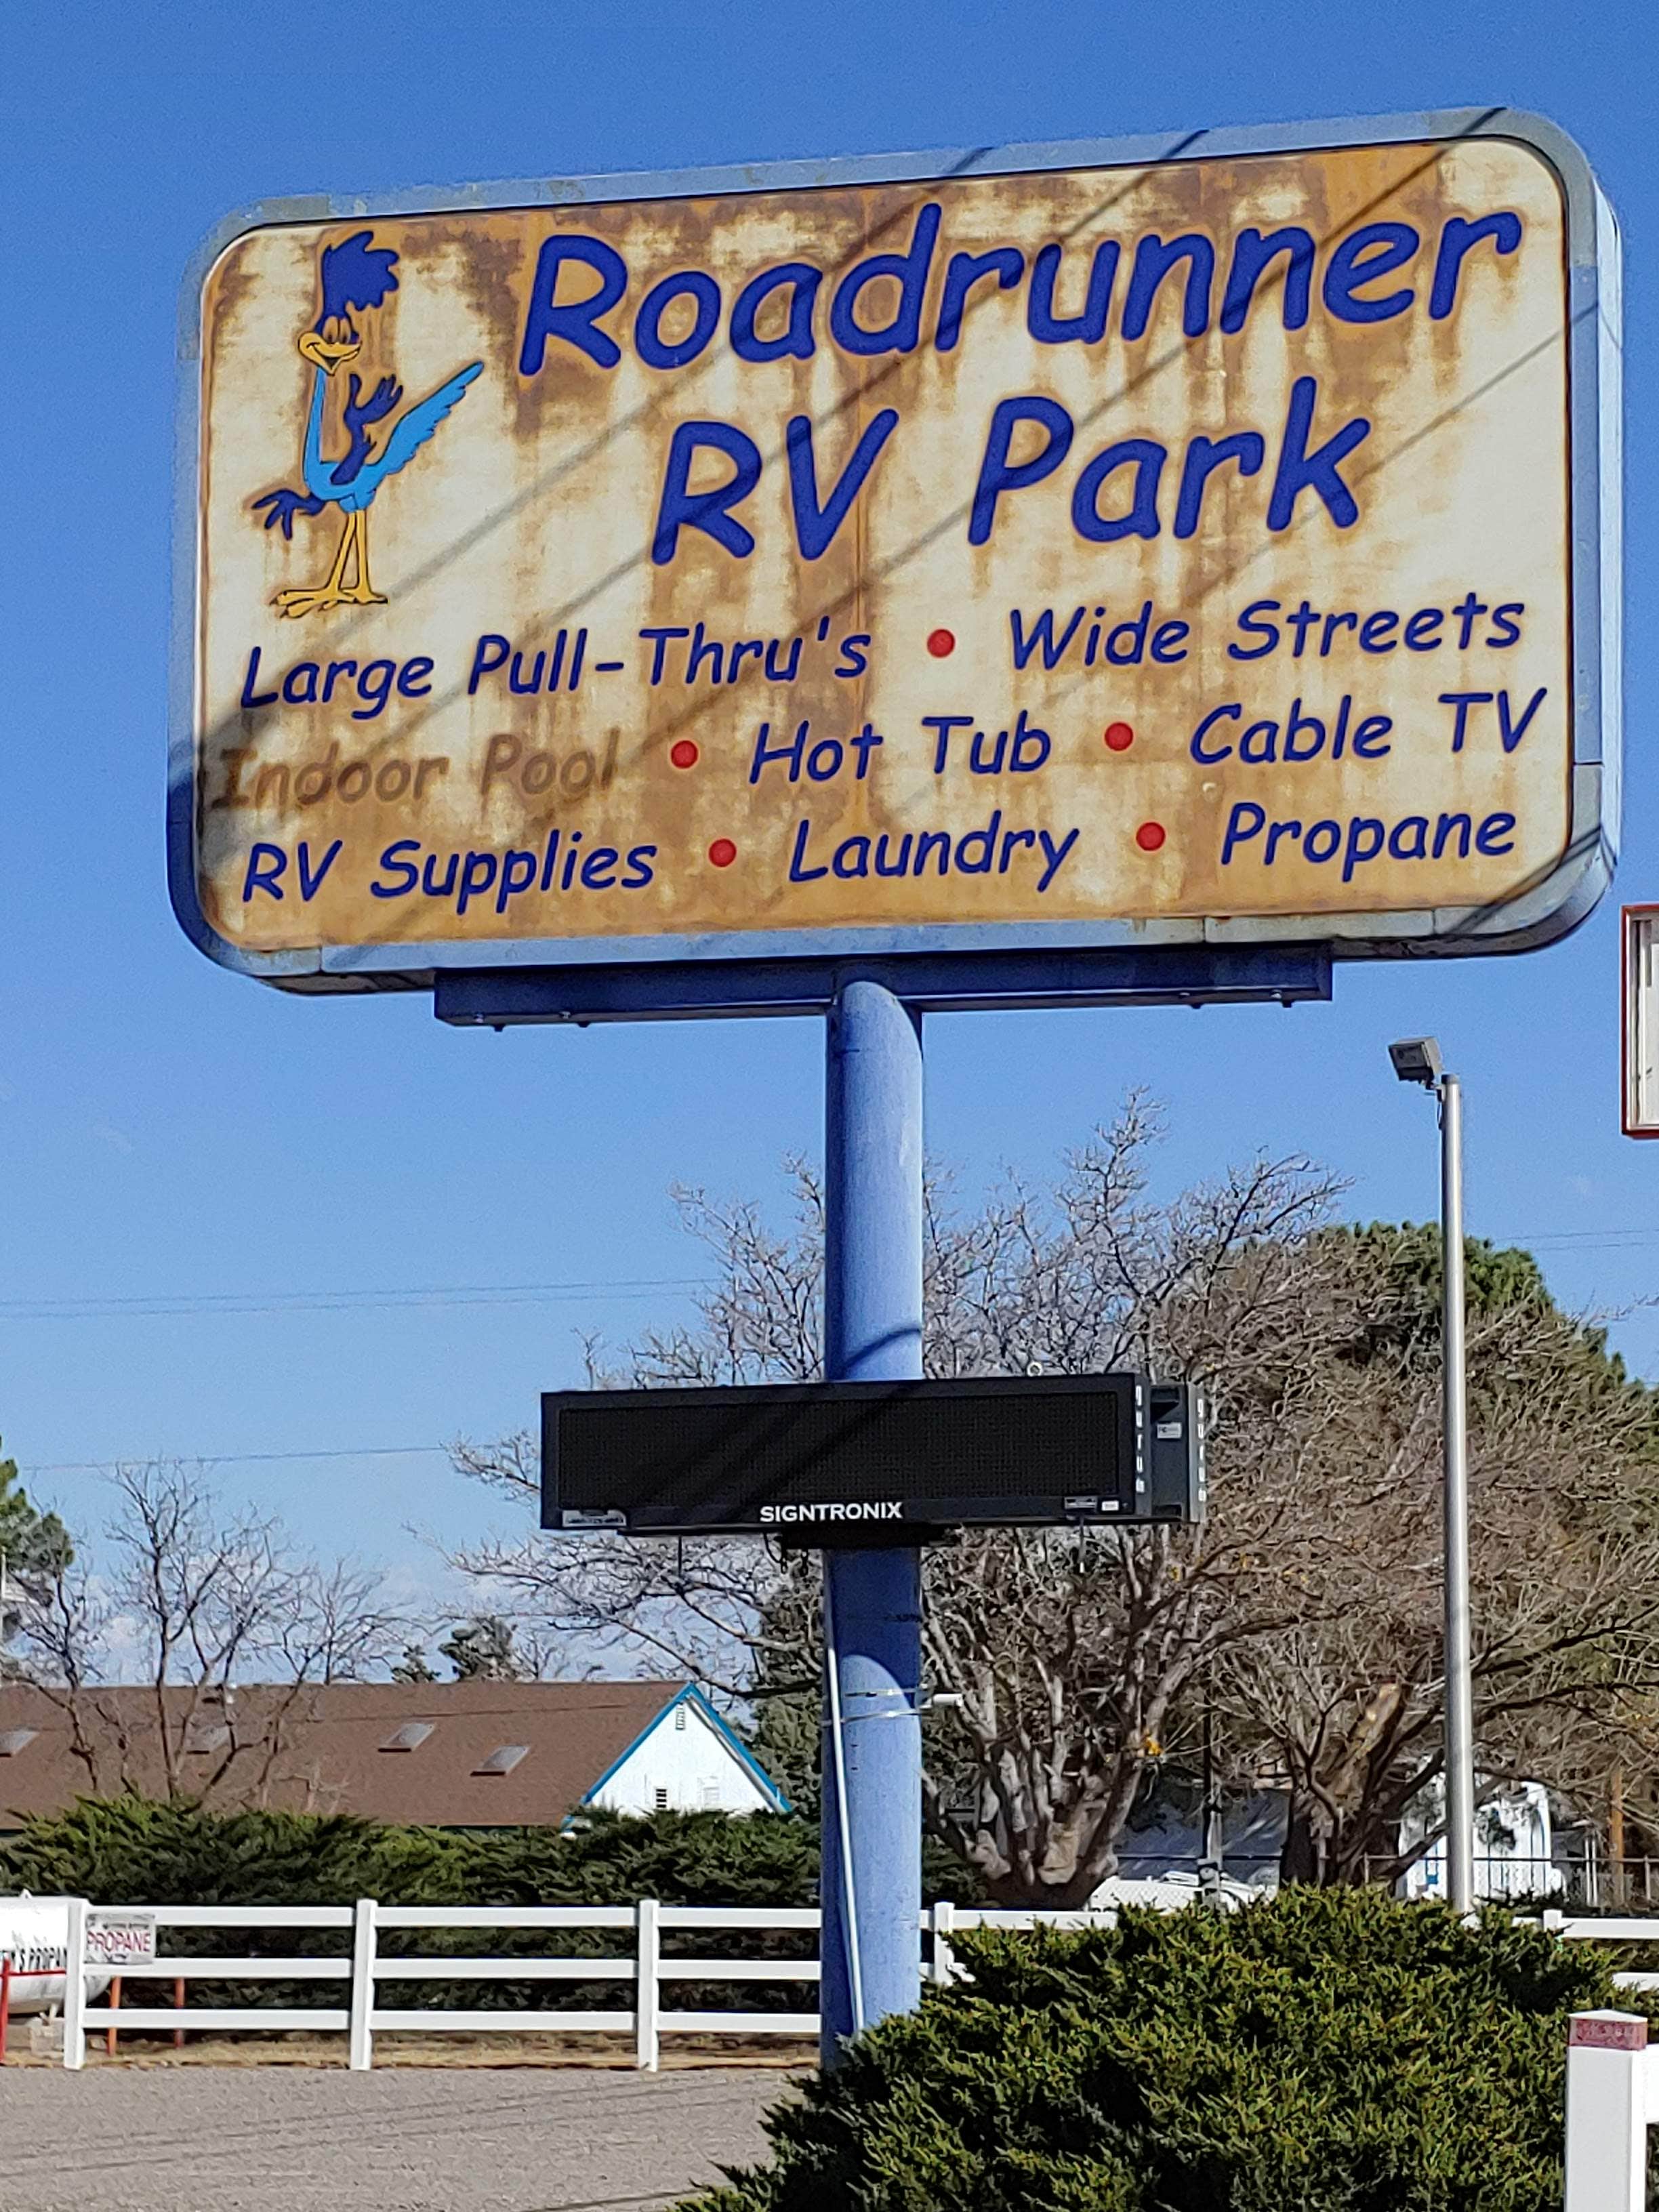 Roadrunner
RV Park
Large Pull-Thru's • Wide Streets
Indoor Pool • Hot Tub • Cable TV
RV Supplies • Laundry • Propane
SIGNTRONIX
PROPANE